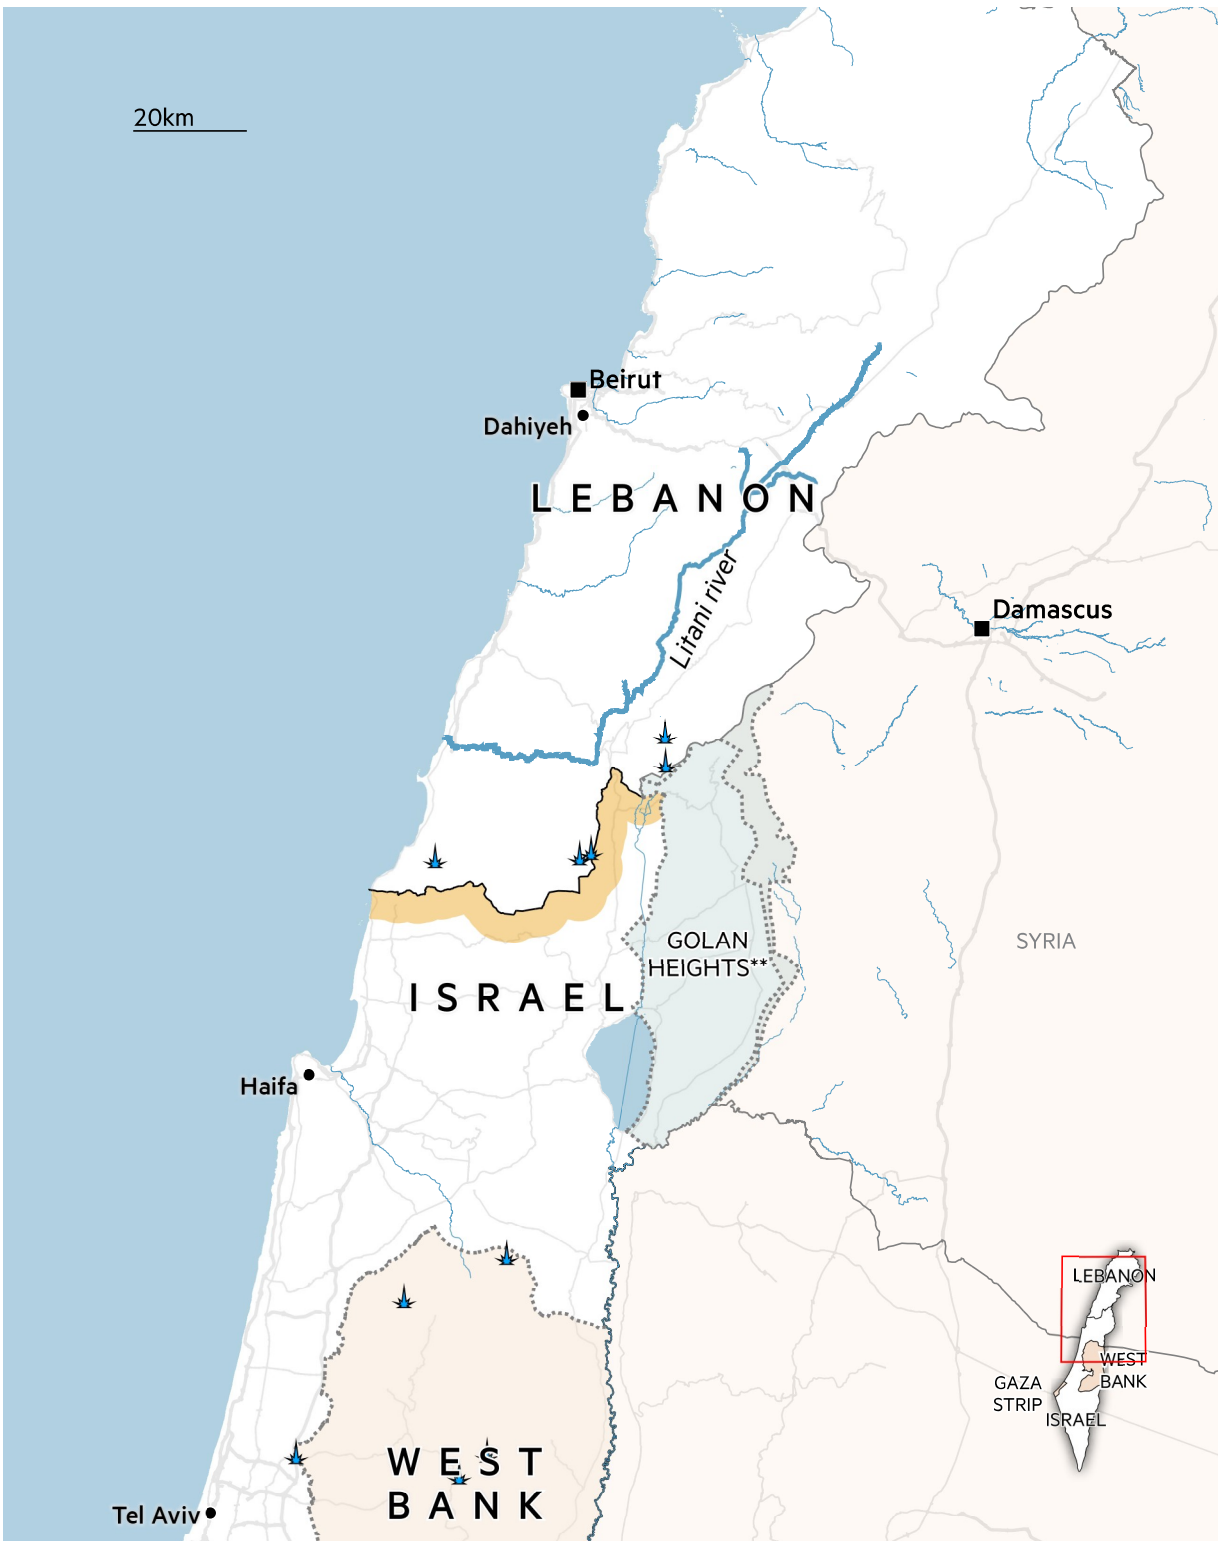 20km
Beirut
Dahiyeh
LEBANON
Litani river
Damascus
GOLAN
HEIGHTS**
SYRIA
ISRAEL
Haifa
LEBANON
WEST
BANK
GAZA
STRIP
ISRAEL
WEST
BANK
Tel Aviv